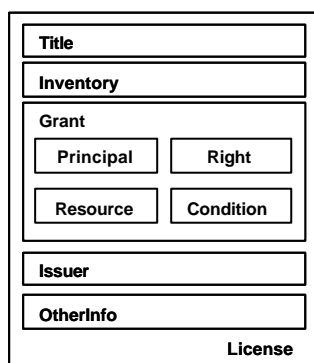 Title
Inventory
Grant
Principal Right
Resource Condition
Issuer
OtherInfo
License